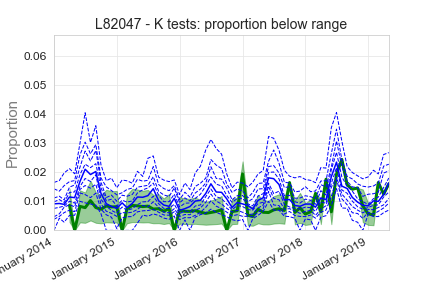 L82047 - K tests: proportion below range
Proportion
0.06
0.05
0.04
0.03
0.02
0.01
0.00
2014
January 2015
January 2016
January 2017
January 2018
January 2019